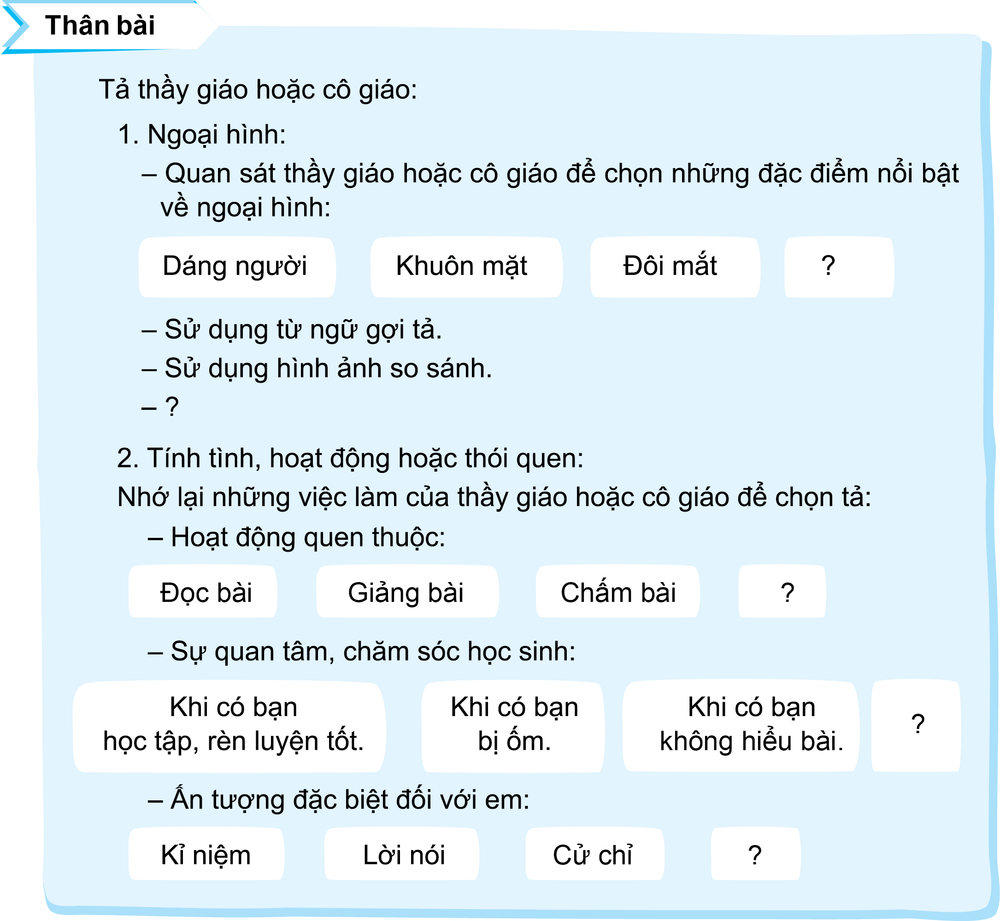 Thân bài
Tả thầy giáo hoặc cô giáo:
1. Ngoại hình:
– Quan sát thầy giáo hoặc cô giáo để chọn những đặc điểm nổi bật
về ngoại hình:
Dáng người Khuôn mặt Đôi mắt ?
– Sử dụng từ ngữ gợi tả.
– Sử dụng hình ảnh so sánh.
– ?
2. Tính tình, hoạt động hoặc thói quen:
Nhớ lại những việc làm của thầy giáo hoặc cô giáo để chọn tả:
– Hoạt động quen thuộc:
Đọc bài Giảng bài Chấm bài ?
– Sự quan tâm, chăm sóc học sinh:
Khi có bạn
học tập, rèn luyện tốt.
Khi có bạn
bị ốm.
Khi có bạn
không hiểu bài.
?
– Ấn tượng đặc biệt đối với em:
Kỉ niệm Lời nói Cử chỉ ?